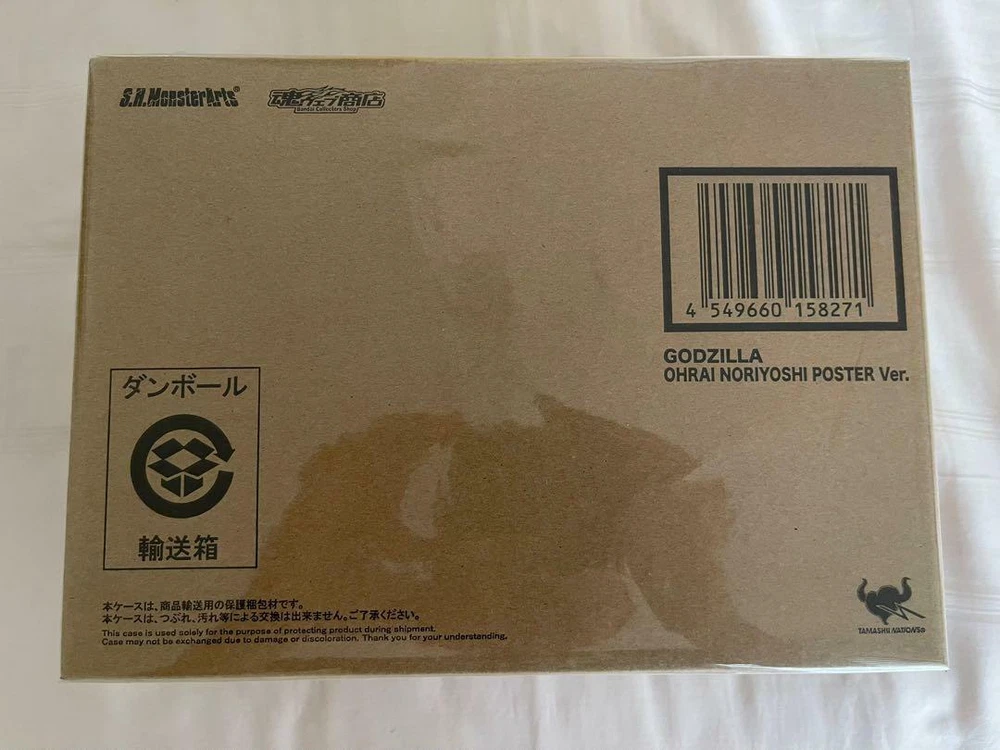 S.H.MonsterArts®
魂ウェブ商店
Bandai Collectors Shop
4 549660 158271
GODZILLA
OHRAI NORIYOSHI POSTER Ver.
ダンボール
輸送箱
本ケースは、商品輸送用の保護梱包材です。
本ケースは、つぶれ、汚れ等による交換は出来ません。ご了承ください。
This case is used solely for the purpose of protecting product during shipment.
Case may not be exchanged due to damage or discoloration. Thank you for your understanding.
TAMASHII NATIONS®